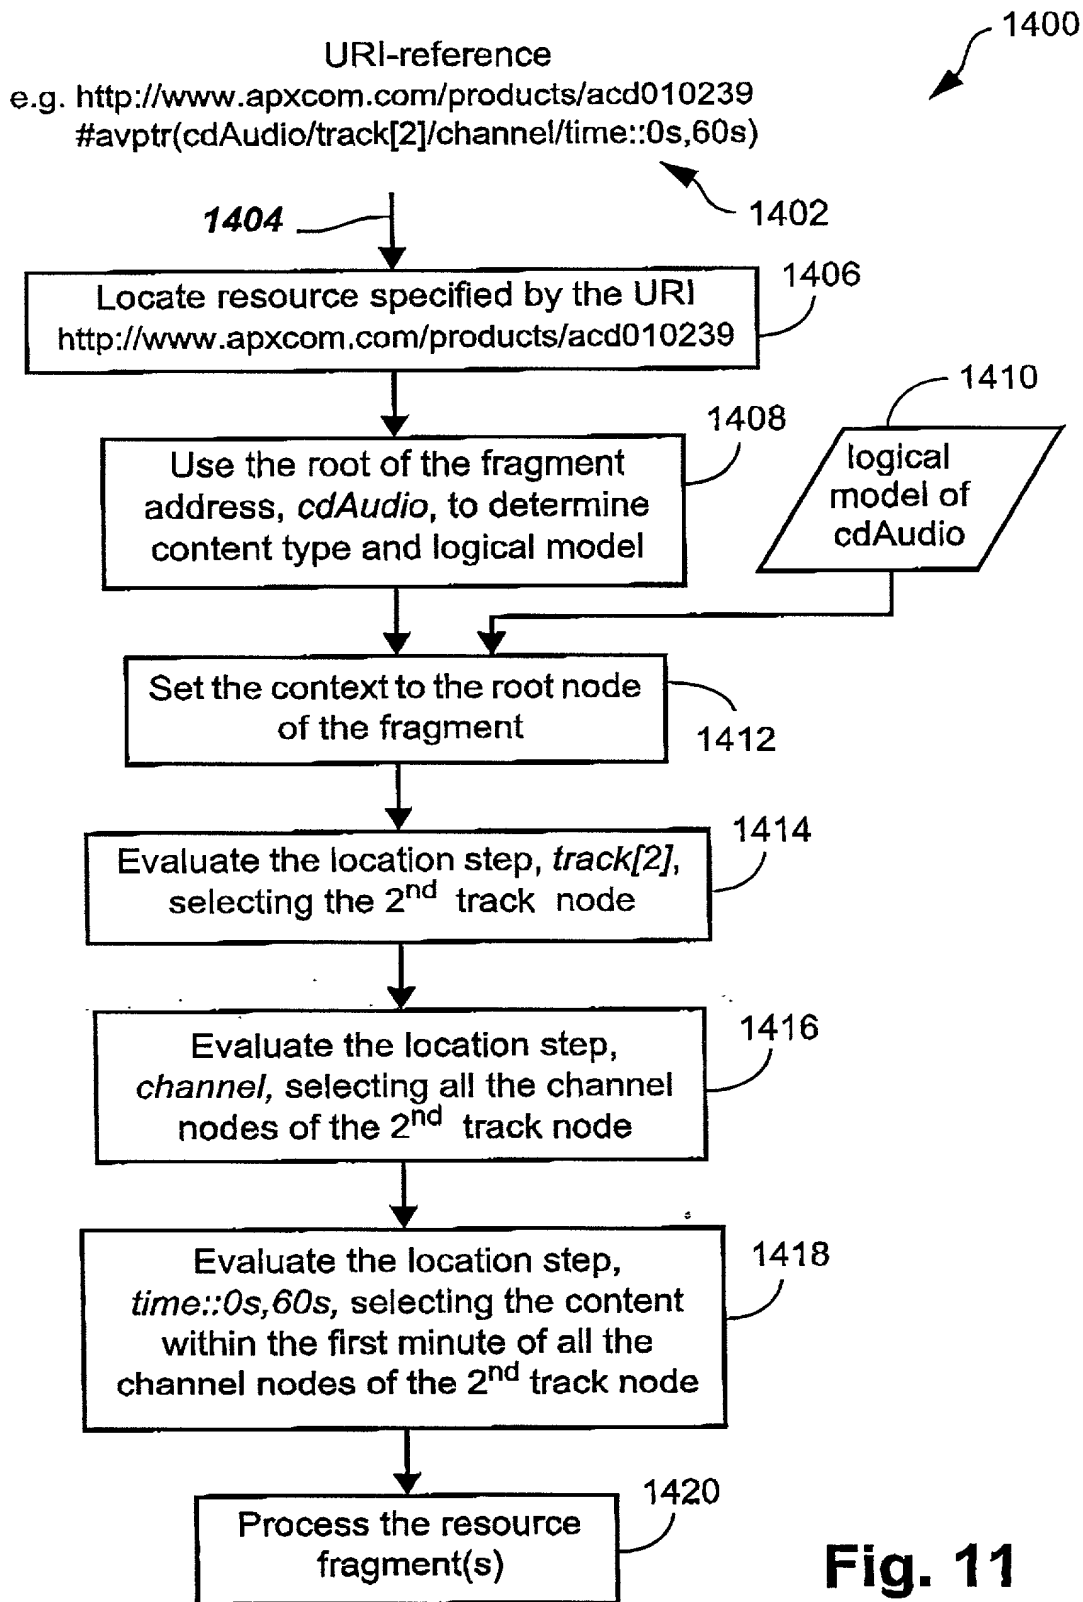 1400
URI-reference
e.g. http://www.apxcom.com/products/acd010239
#avptr(cdAudio/track[2]/channel/time::0s,60s)
1402
1404
Locate resource specified by the URI
http://www.apxcom.com/products/acd010239
1406
1408
Use the root of the fragment
address, cdAudio, to determine
content type and logical model
1410
logical
model of
cdAudio
Set the context to the root node
of the fragment
1412
1414
Evaluate the location step, track[2],
selecting the 2nd track node
1416
Evaluate the location step,
channel, selecting all the channel
nodes of the 2nd track node
1418
Evaluate the location step,
time::0s,60s, selecting the content
within the first minute of all the
channel nodes of the 2nd track node
1420
Process the resource
fragment(s)
Fig. 11